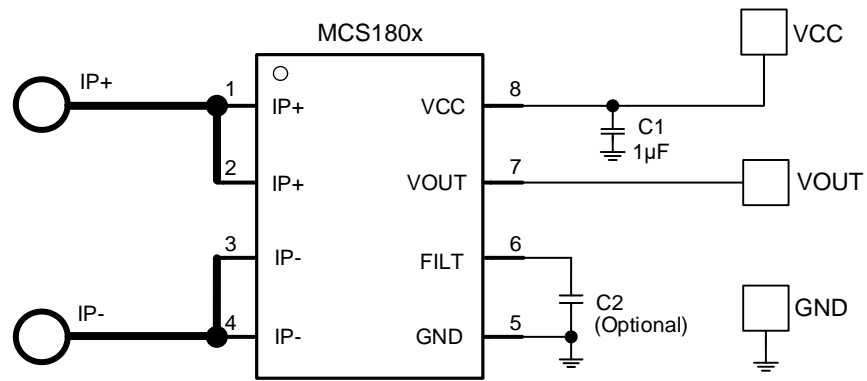 MCS180x
VCC
IP+
1
IP+
VCC
8
C1
1µF
2
IP+
VOUT
7
VOUT
3
IP-
FILT
6
C2
(Optional)
GND
IP-
4
IP-
GND
5